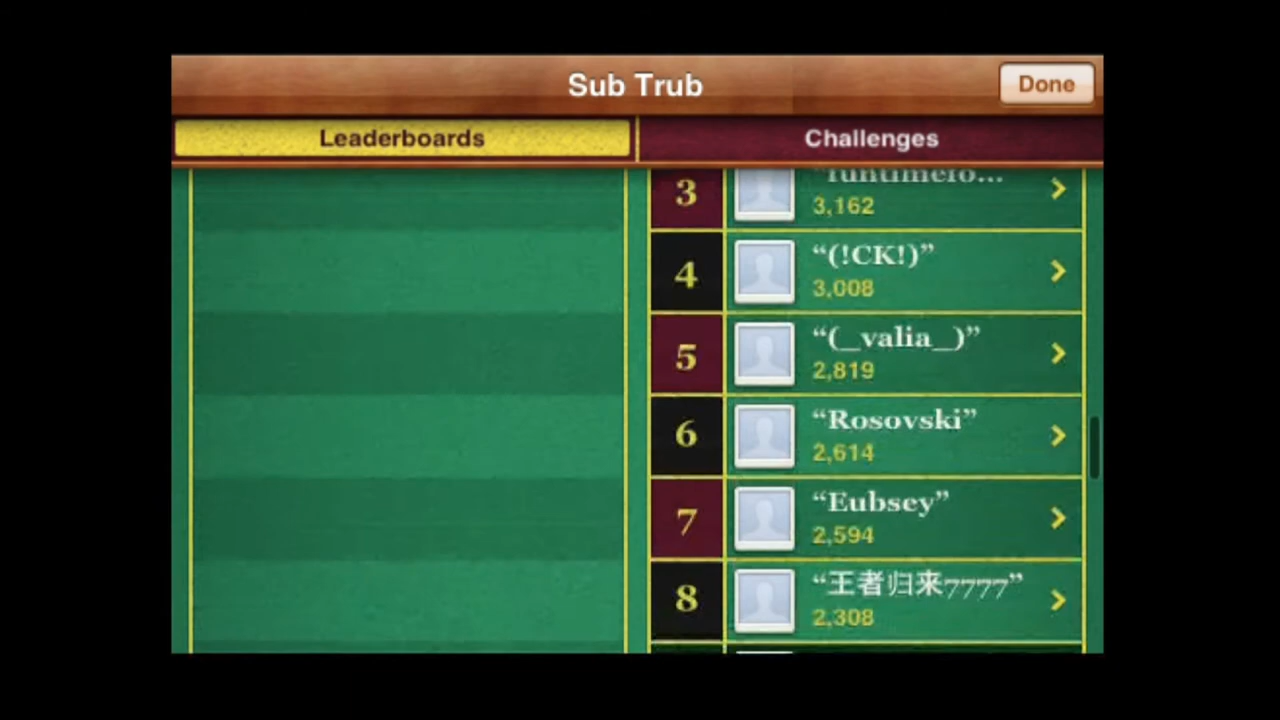 Sub Trub
Done
Leaderboards
Challenges
3
"funtimefo...
3,162
4
“(!CK!)”
3,008
5
“(_valia_)”
2,819
6
“Rosovski”
2,614
7
“Eubsey”
2,594
8
“王者归来7777”
2,308